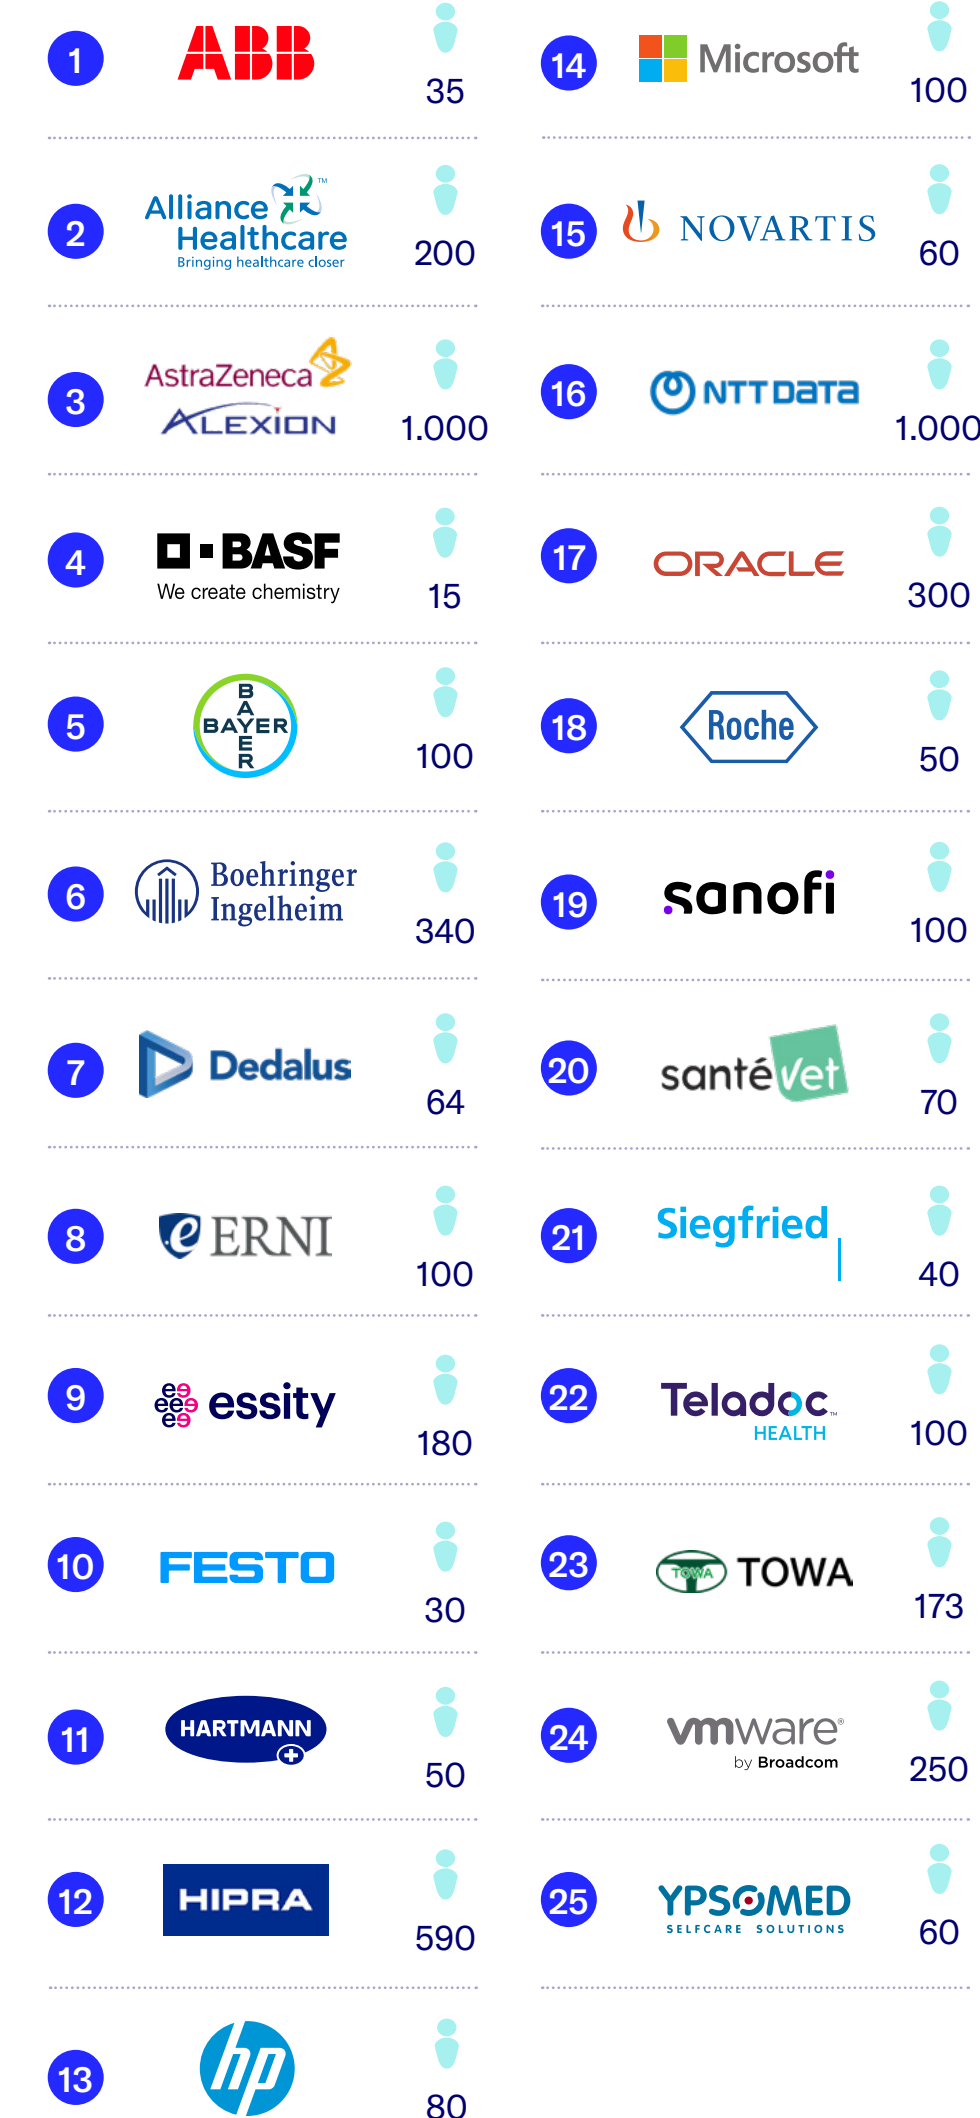 1
ABB
35
2
Alliance
Healthcare
TM
Bringing healthcare closer
200
3
AstraZeneca
ALEXION
1.000
4
BASF
We create chemistry
15
5
BAYER
BAYER
100
6
Boehringer
Ingelheim
340
7
Dedalus
64
8
e ERNI
100
9
essity
180
10
FESTO
30
11
HARTMANN
50
12
HIPRA
590
13
hp
80
14
Microsoft
100
15
NOVARTIS
60
16
NTT DATA
1.000
17
ORACLE
300
18
Roche
50
19
sanofi
100
20
santévet
70
21
Siegfried
40
22
Teladoc™
HEALTH
100
23
TOWA TOWA
173
24
vmware®
by Broadcom
250
25
YPSOMED
SELFCARE SOLUTIONS
60